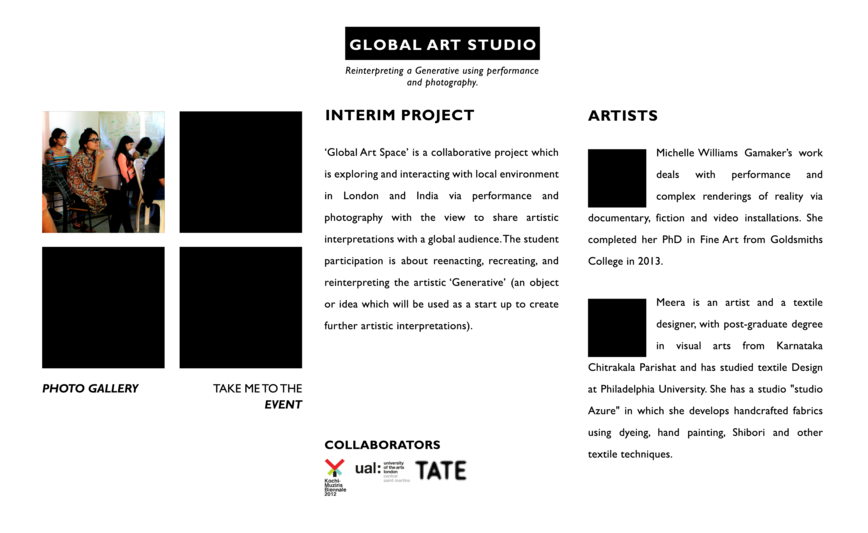 GLOBAL ART STUDIO
Reinterpreting a Generative using performance
and photography.
PHOTO GALLERY
TAKE ME TO THE
EVENT
INTERIM PROJECT
‘Global Art Space’ is a collaborative project which
is exploring and interacting with local environment
in London and India via performance and
photography with the view to share artistic
interpretations with a global audience. The student
participation is about reenacting, recreating, and
reinterpreting the artistic ‘Generative’ (an object
or idea which will be used as a start up to create
further artistic interpretations).
COLLABORATORS
Kochi-
Muziris
Biennale
2012
ual:
university
of the arts
london
central
saint martins
TATE
ARTISTS
Michelle Williams Gamaker’s work
deals with performance and
complex renderings of reality via
documentary, fiction and video installations. She
completed her PhD in Fine Art from Goldsmiths
College in 2013.
Meera is an artist and a textile
designer, with post-graduate degree
in visual arts from Karnataka
Chitrakala Parishat and has studied textile Design
at Philadelphia University. She has a studio "studio
Azure" in which she develops handcrafted fabrics
using dyeing, hand painting, Shibori and other
textile techniques.